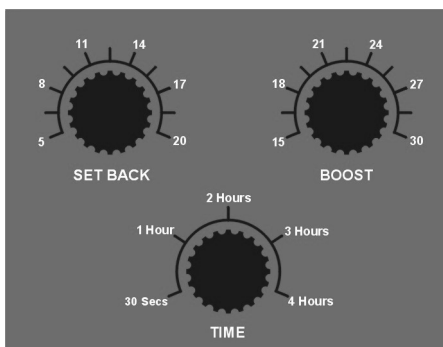 11 14
8 17
5 20
SET BACK
21 24
18 27
15 30
BOOST
2 Hours
1 Hour 3 Hours
30 Secs 4 Hours
TIME